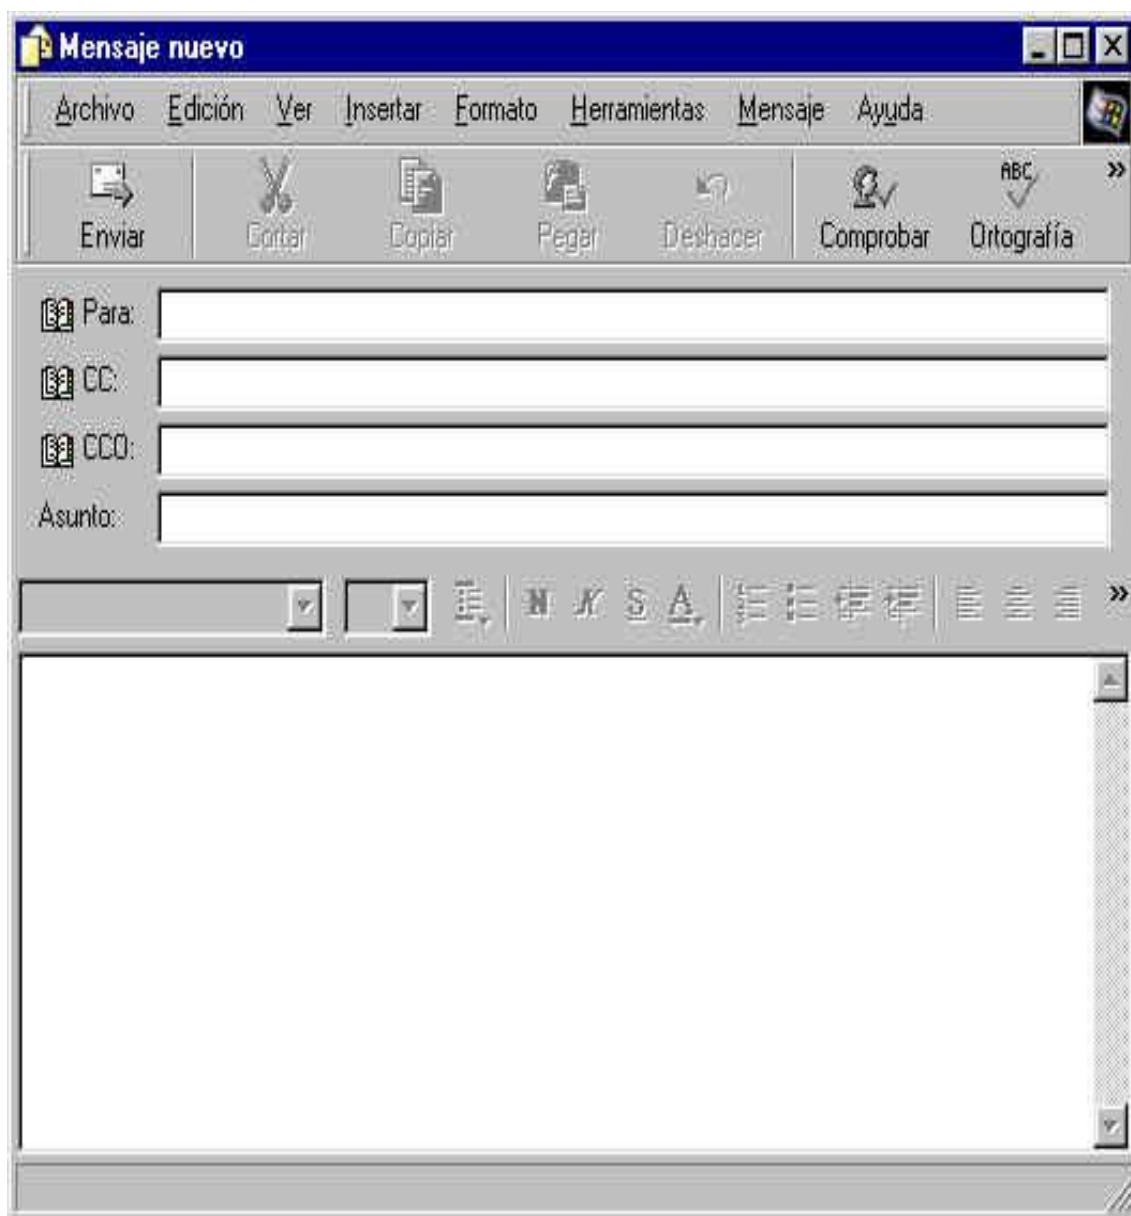 Mensaje nuevo
Archivo Edición Ver Insertar Formato Herramientas Mensaje Ayuda
ABC
Enviar Cortar Copiar Pegar Deshacer Comprobar Ortografía
Para:
CC:
CCO:
Asunto:
N K S A